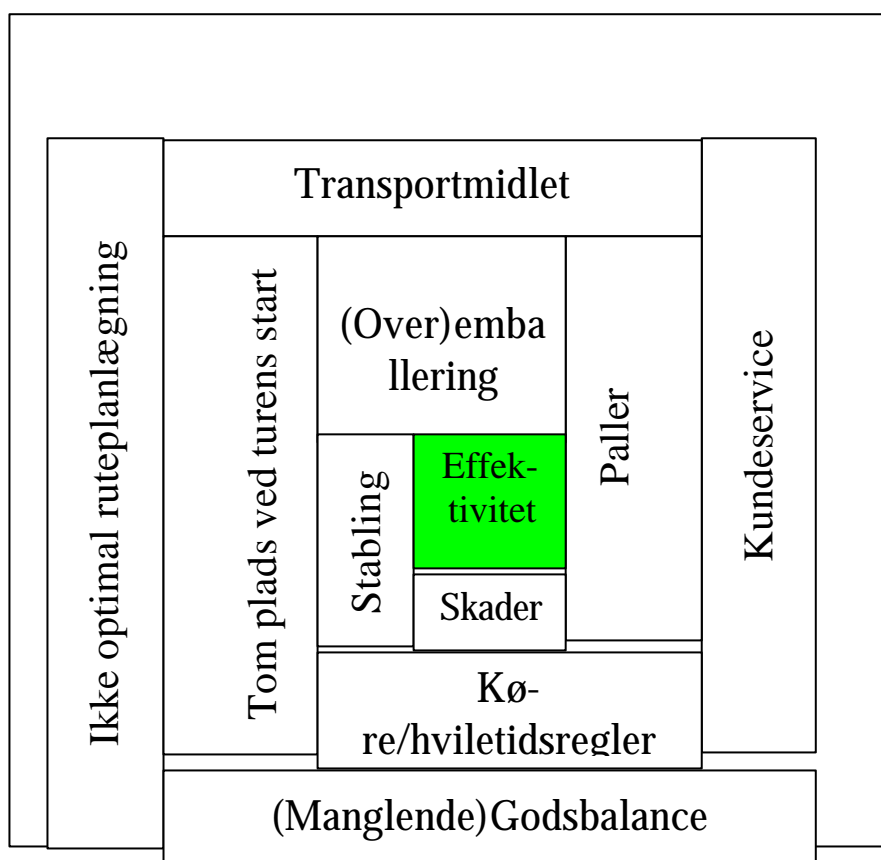 Transportmidlet
Ikke optimal ruteplanlægning
Tom plads ved turens start
(Over)emba
llering
Paller
Kundeservice
Stabling
Effek-
tivitet
Skader
Kø-
re/hviletidsregler
(Manglende)Godsbalance